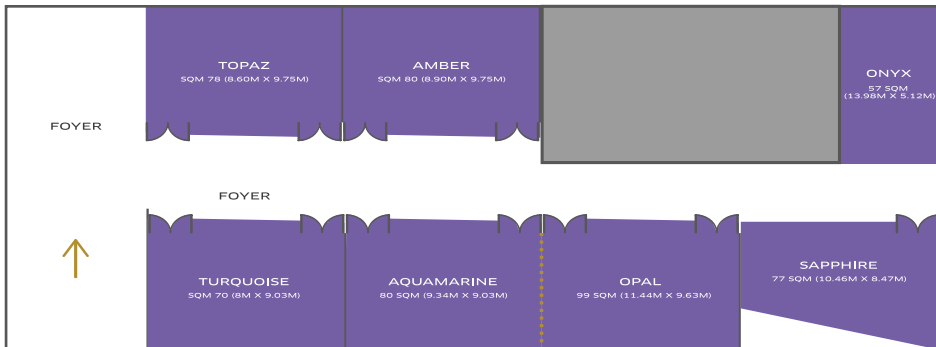 TOPAZ
SQM 78 (8.60M X 9.75M)
AMBER
SQM 80 (8.90M X 9.75M)
ONYX
57 SQM
(13.98M X 5.12M)
FOYER
FOYER
TURQUOISE
SQM 70 (8M X 9.03M)
AQUAMARINE
80 SQM (9.34M X 9.03M)
OPAL
99 SQM (11.44M X 9.63M)
SAPPHIRE
77 SQM (10.46M X 8.47M)